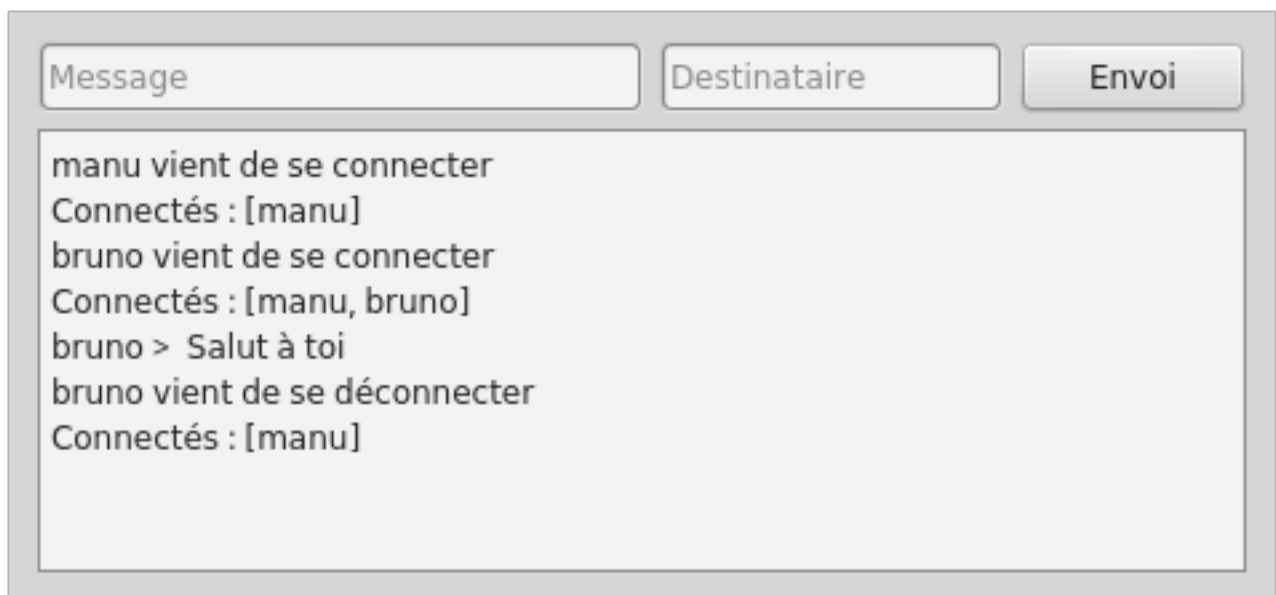 Message Destinataire Envoi
manu vient de se connecter
Connectés : [manu]
bruno vient de se connecter
Connectés : [manu, bruno]
bruno >  Salut à toi
bruno vient de se déconnecter
Connectés : [manu]